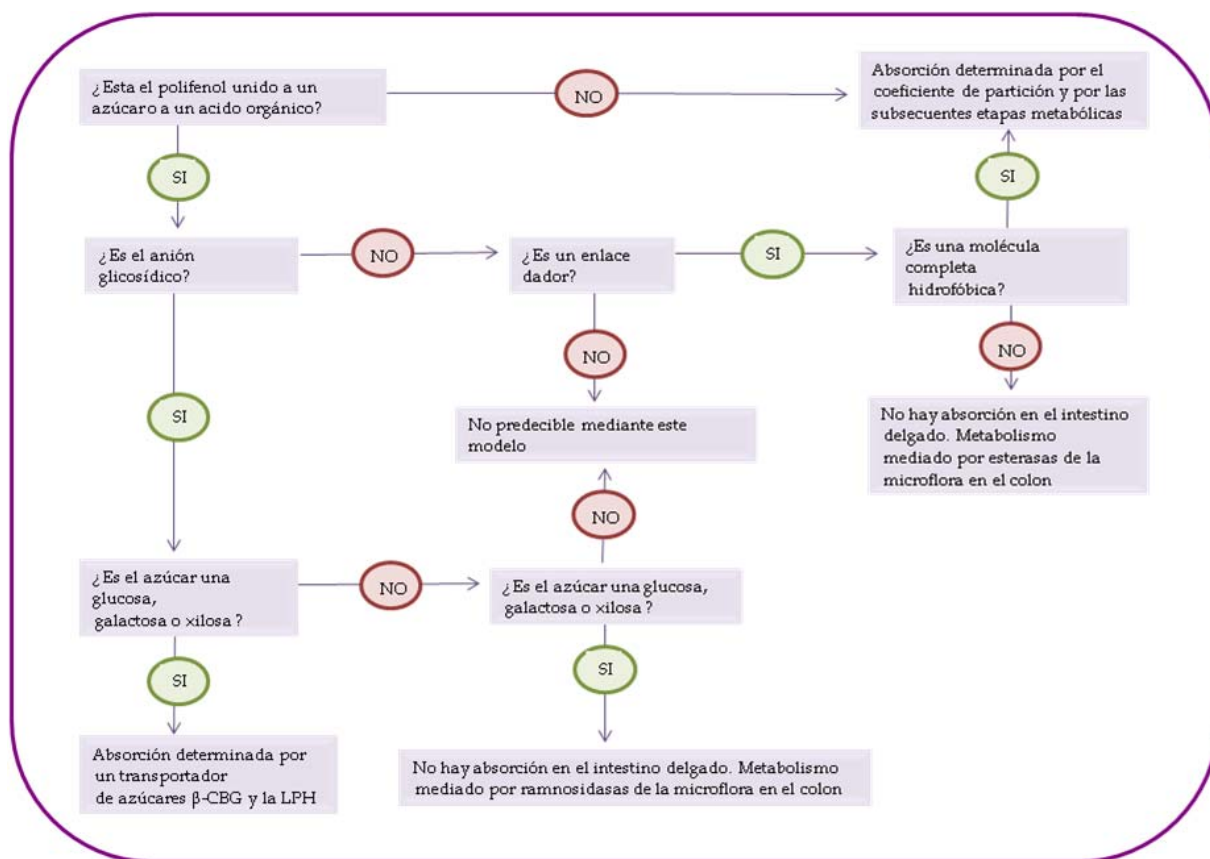 ¿Esta el polifenol unido a un
azúcaro a un acido orgánico?
NO
Absorción determinada por el
coeficiente de partición y por las
subsecuentes etapas metabólicas
SI
SI
¿Es el anión
glicosídico?
NO
¿Es un enlace
dador?
SI
¿Es una molécula
completa
hidrofóbica?
NO
NO
SI
No predecible mediante este
modelo
No hay absorción en el intestino
delgado. Metabolismo
mediado por esterasas de la
microflora en el colon
NO
¿Es el azúcar una
glucosa,
galactosa o xilosa ?
NO
¿Es el azúcar una glucosa,
galactosa o xilosa ?
SI
SI
Absorción determinada por
un transportador
de azúcares β-CBG y la LPH
No hay absorción en el intestino delgado. Metabolismo
mediado por ramnosidasas de la microflora en el colon